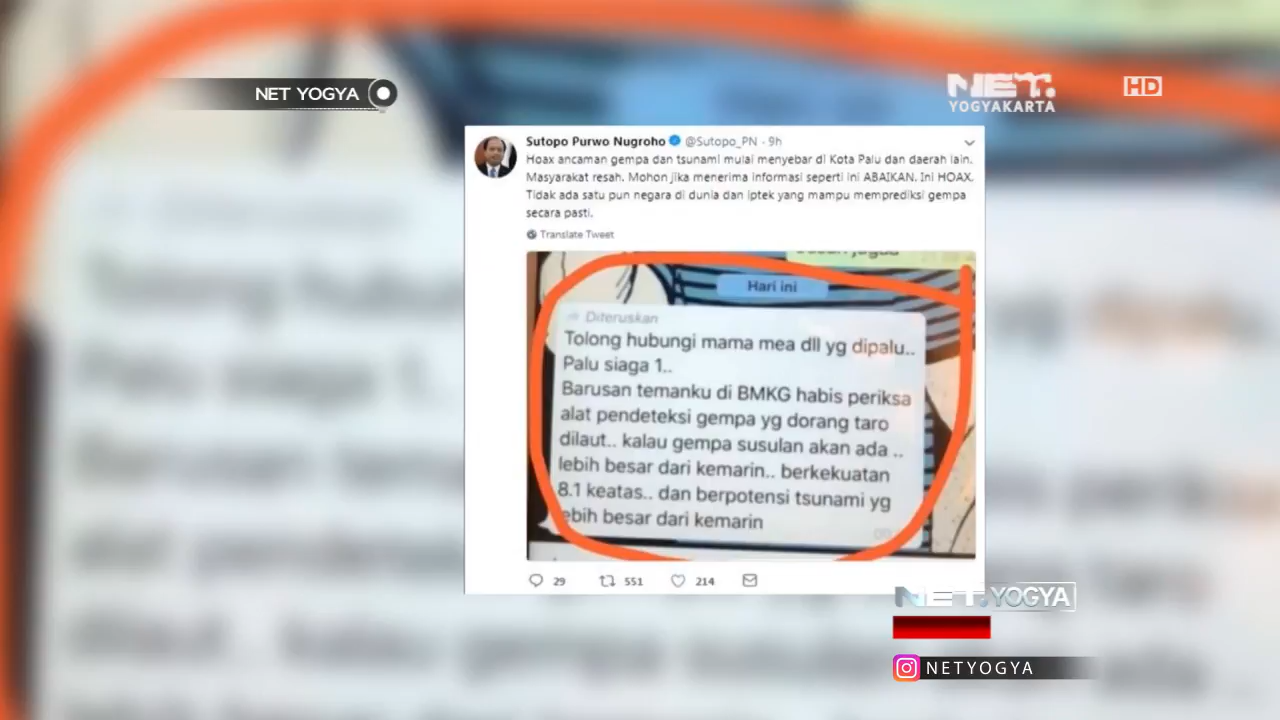 NET YOGYA
NET.
YOGYAKARTA
HD
Sutopo Purwo Nugroho @Sutopo_PN · 9h
Hoax ancaman gempa dan tsunami mulai menyebar di Kota Palu dan daerah lain.
Masyarakat resah. Mohon jika menerima informasi seperti ini ABAIKAN. Ini HOAX.
Tidak ada satu pun negara di dunia dan iptek yang mampu memprediksi gempa
secara pasti.
Translate Tweet
Hari ini
Diteruskan
Tolong hubungi mama mea dll yg dipalu..
Palu siaga 1..
Barusan temanku di BMKG habis periksa
alat pendeteksi gempa yg dorang taro
dilaut.. kalau gempa susulan akan ada ..
lebih besar dari kemarin.. berkekuatan
8.1 keatas.. dan berpotensi tsunami yg
ebih besar dari kemarin
29 551 214
NET.YOGYA
NETYOGYA